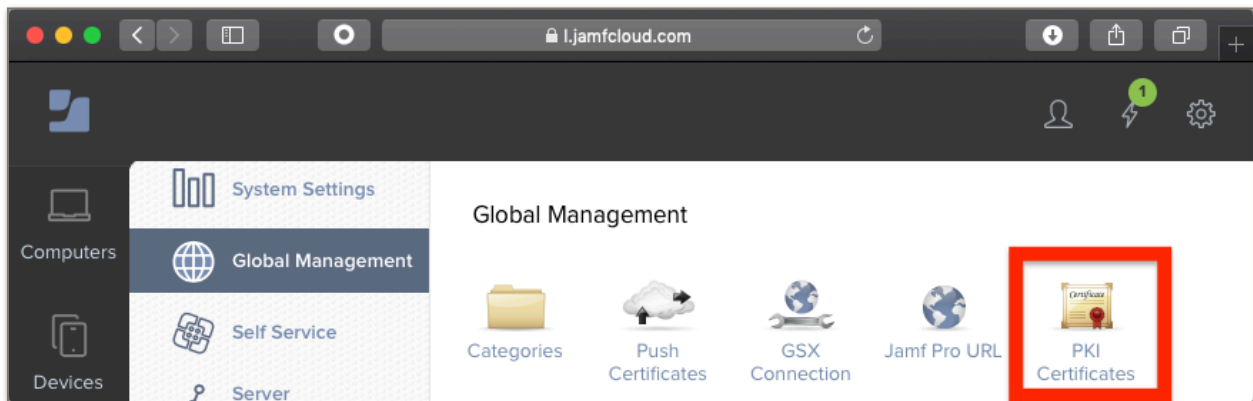 l.jamfcloud.com
1
System Settings
Global Management
Computers
Global Management
Certificate
Self Service
Categories
Push
Certificates
GSX
Connection
Jamf Pro URL
PKI
Certificates
Devices
Server